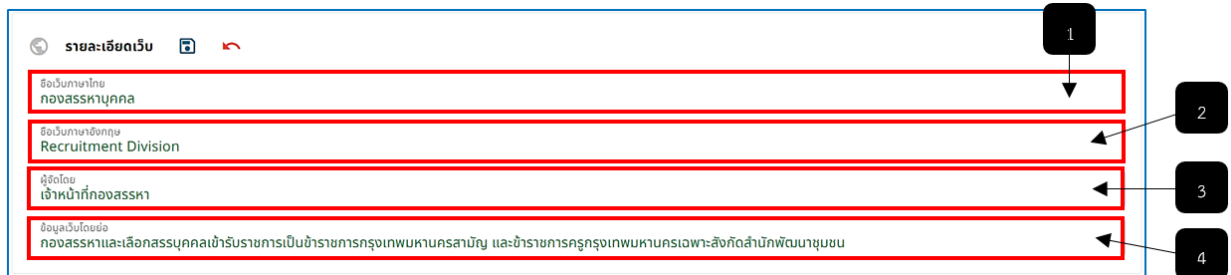 1
รายละเอียดเว็บ
ชื่อเว็บภาษาไทย
กองสรรหาบุคคล
2
ชื่อเว็บภาษาอังกฤษ
Recruitment Division
ผู้จัดโดย
เจ้าหน้าที่กองสรรหา
3
ข้อมูลเว็บโดยย่อ
กองสรรหาและเลือกสรรบุคคลเข้ารับราชการเป็นข้าราชการกรุงเทพมหานครสามัญ และข้าราชการครูกรุงเทพมหานครเฉพาะสังกัดสำนักพัฒนาชุมชน
4